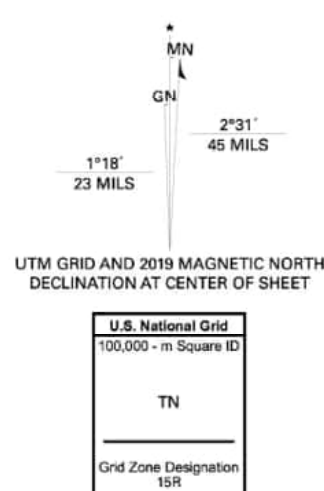 ★
MN
GN
2°31´
45 MILS
1°18´
23 MILS
UTM GRID AND 2019 MAGNETIC NORTH
DECLINATION AT CENTER OF SHEET
U.S. National Grid
100,000 - m Square ID
TN
Grid Zone Designation
15R